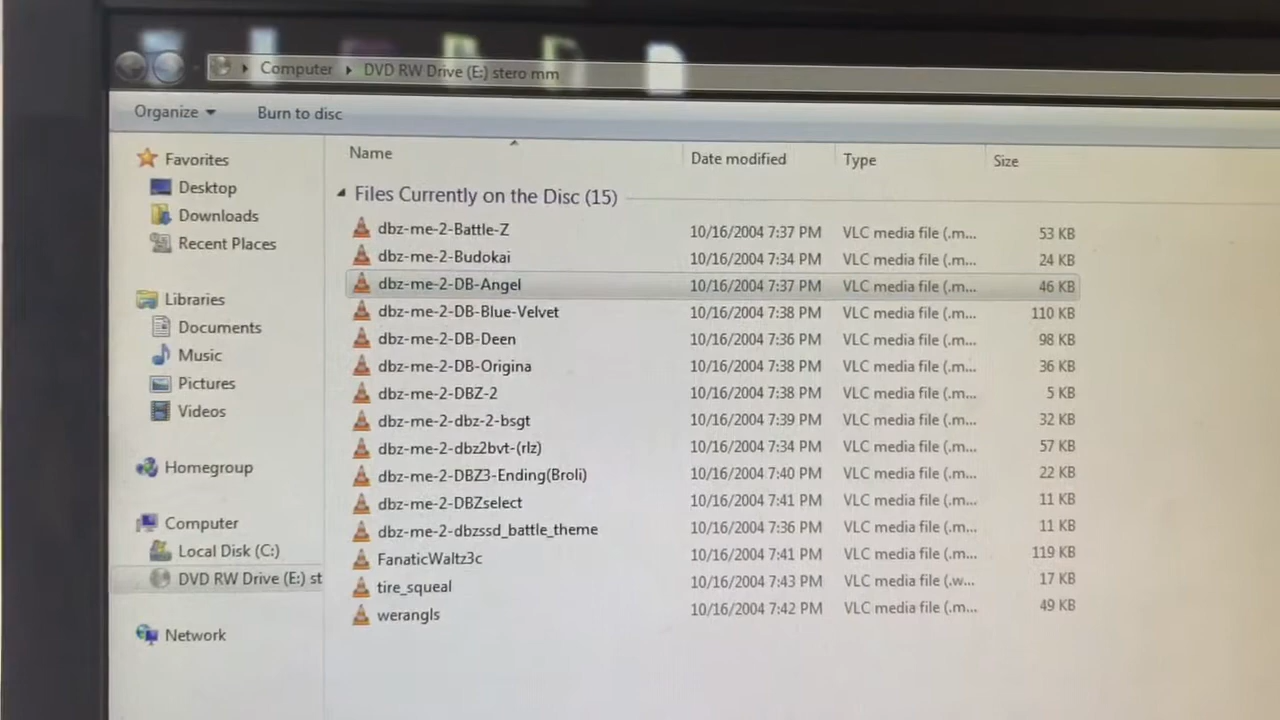 Computer DVD RW Drive (E:) stero mm
Organize Burn to disc
Favorites
Desktop
Downloads
Recent Places
Libraries
Documents
Music
Pictures
Videos
Homegroup
Computer
Local Disk (C:)
DVD RW Drive (E:) st
Network
Name Date modified Type Size
Files Currently on the Disc (15)
dbz-me-2-Battle-Z 10/16/2004 7:37 PM VLC media file (.m... 53 KB
dbz-me-2-Budokai 10/16/2004 7:34 PM VLC media file (.m... 24 KB
dbz-me-2-DB-Angel 10/16/2004 7:37 PM VLC media file (.m... 46 KB
dbz-me-2-DB-Blue-Velvet 10/16/2004 7:38 PM VLC media file (.m... 110 KB
dbz-me-2-DB-Deen 10/16/2004 7:36 PM VLC media file (.m... 98 KB
dbz-me-2-DB-Origina 10/16/2004 7:38 PM VLC media file (.m... 36 KB
dbz-me-2-DBZ-2 10/16/2004 7:38 PM VLC media file (.m... 5 KB
dbz-me-2-dbz-2-bsgt 10/16/2004 7:39 PM VLC media file (.m... 32 KB
dbz-me-2-dbz2bvt-(rlz) 10/16/2004 7:34 PM VLC media file (.m... 57 KB
dbz-me-2-DBZ3-Ending(Broli) 10/16/2004 7:40 PM VLC media file (.m... 22 KB
dbz-me-2-DBZselect 10/16/2004 7:41 PM VLC media file (.m... 11 KB
dbz-me-2-dbzssd_battle_theme 10/16/2004 7:36 PM VLC media file (.m... 11 KB
FanaticWaltz3c 10/16/2004 7:41 PM VLC media file (.m... 119 KB
tire_squeal 10/16/2004 7:43 PM VLC media file (.w... 17 KB
werangls 10/16/2004 7:42 PM VLC media file (.m... 49 KB